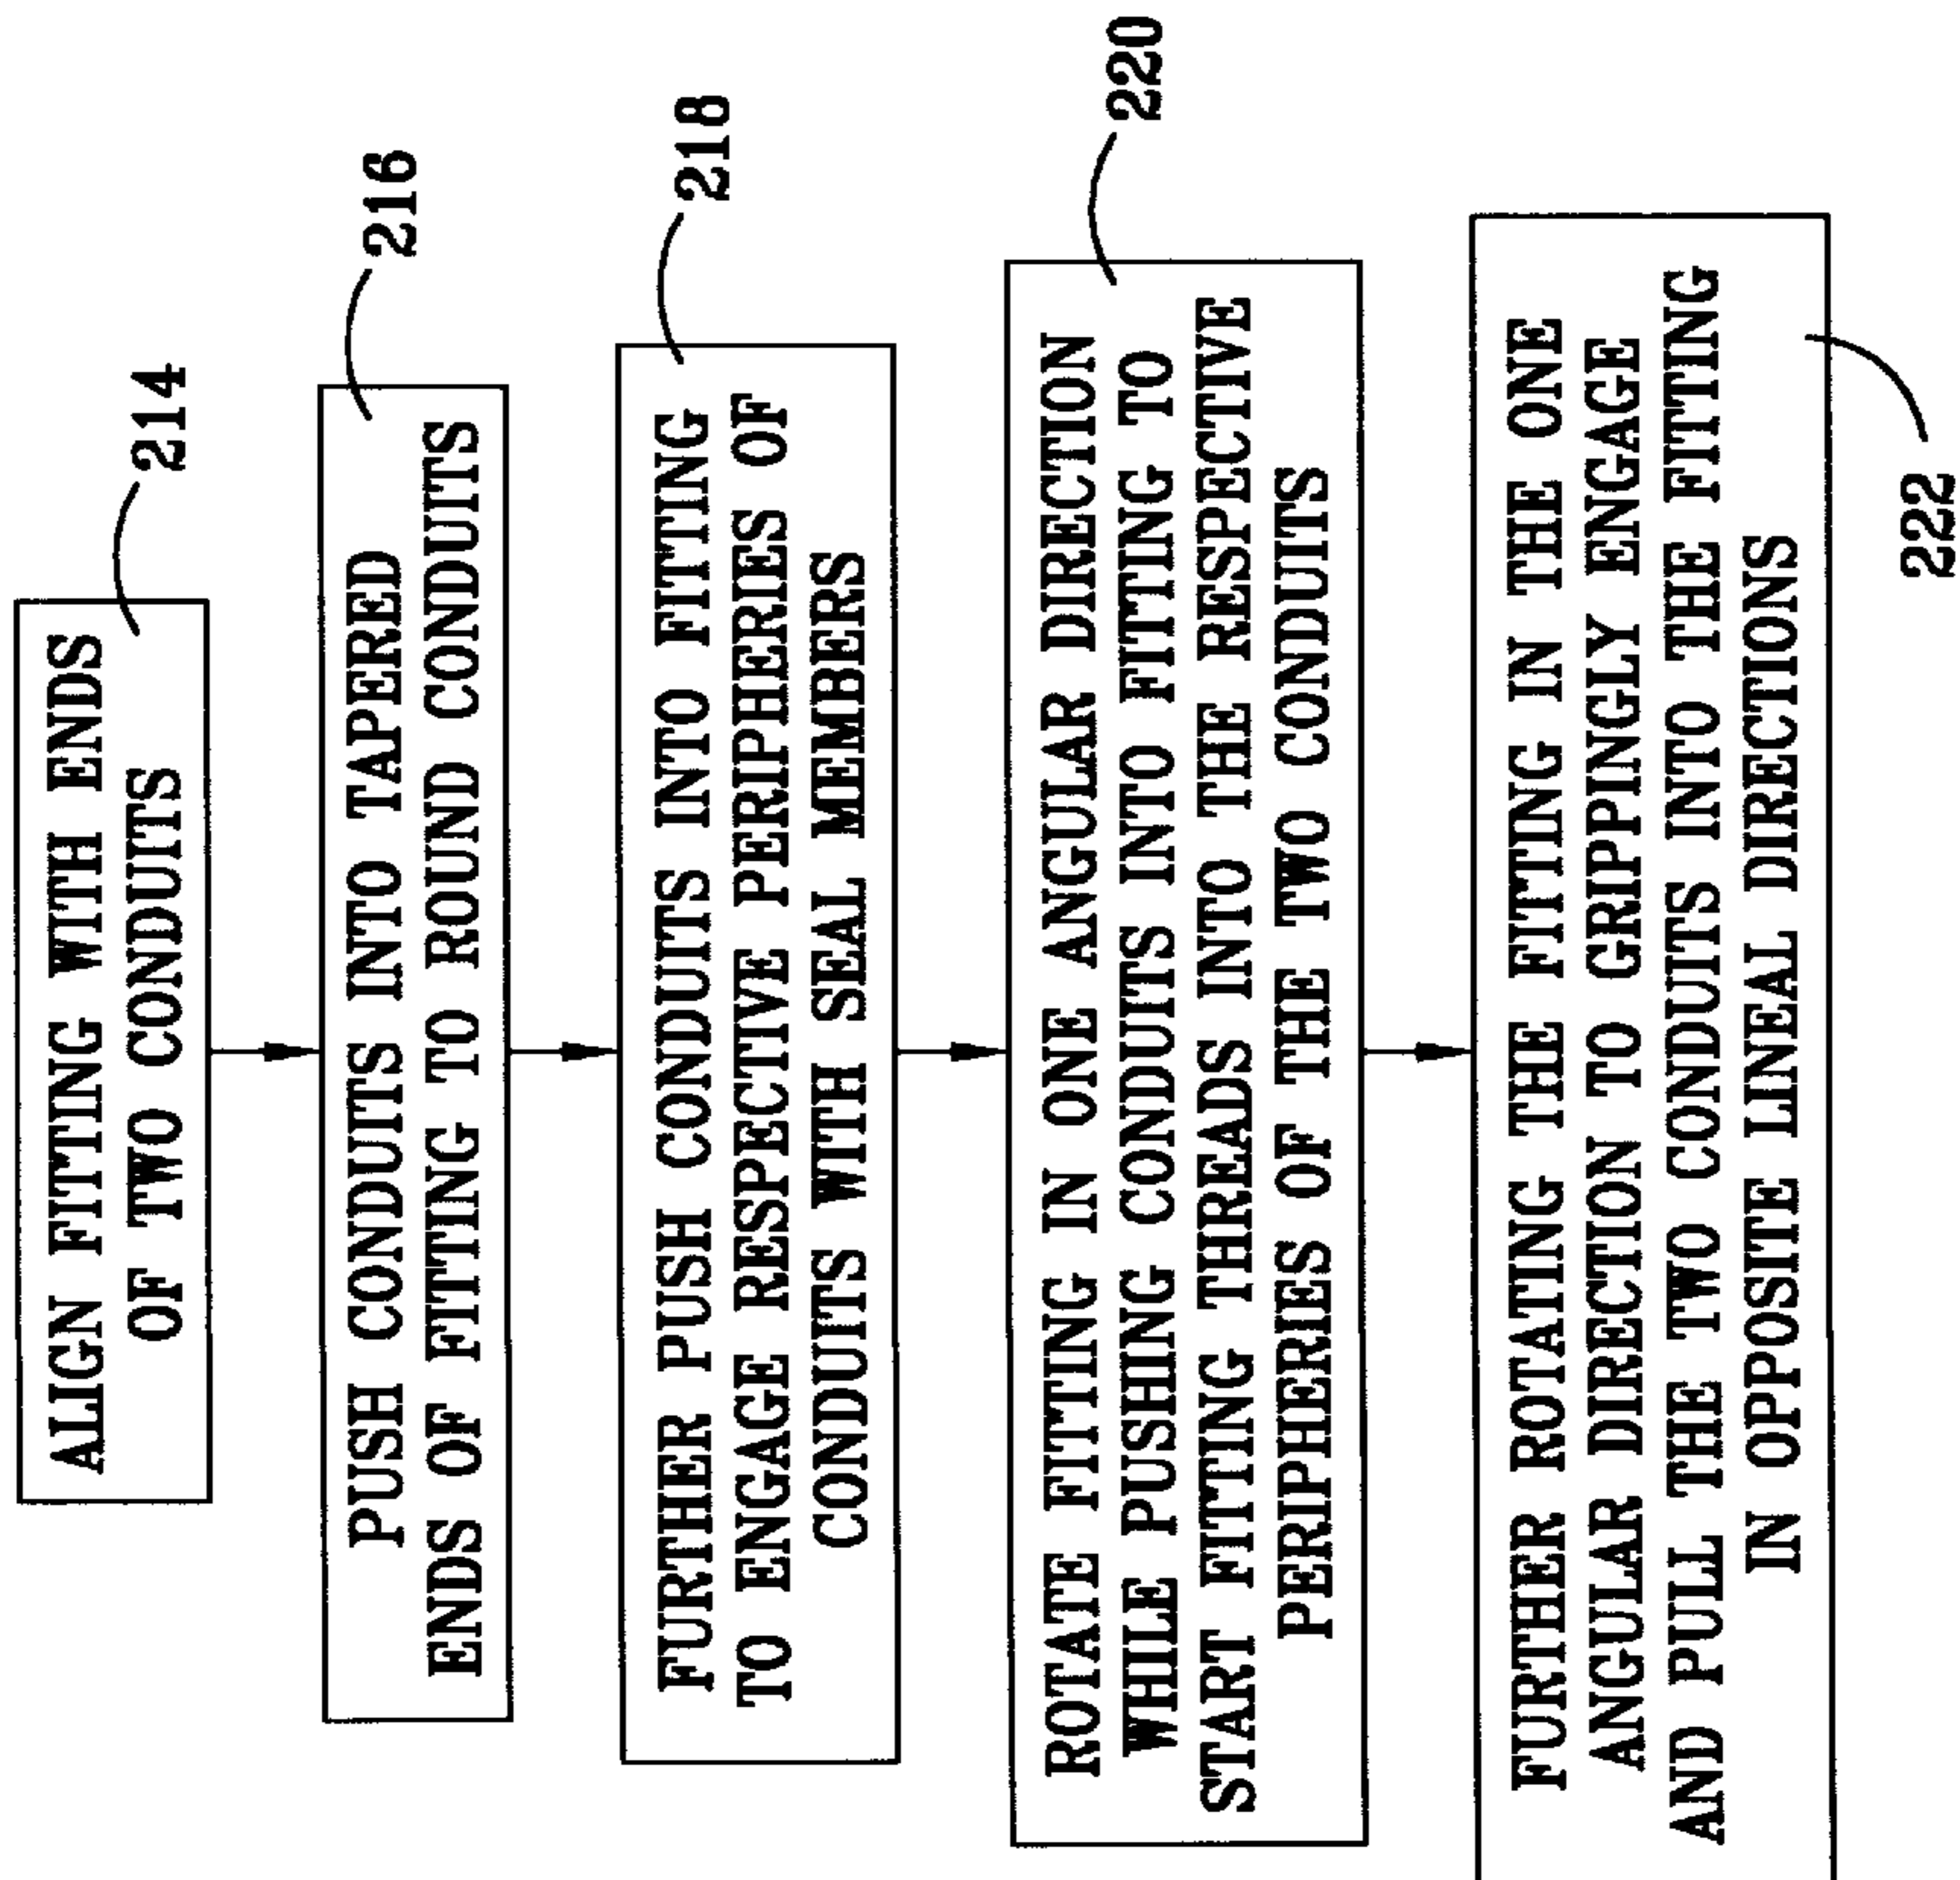 ALIGN FITTING WITH ENDS
OF TWO CONDUITS
214
PUSH CONDUITS INTO TAPERED
ENDS OF FITTING TO ROUND CONDUITS
216
FURTHER PUSH CONDUITS INTO FITTING
TO ENGAGE RESPECTIVE PERIPHERIES OF
CONDUITS WITH SEAL MEMBERS
218
ROTATE FITTING IN ONE ANGULAR DIRECTION
WHILE PUSHING CONDUITS INTO FITTING TO
START FITTING THREADS INTO THE RESPECTIVE
PERIPHERIES OF THE TWO CONDUITS
220
FURTHER ROTATING THE FITTING IN THE ONE
ANGULAR DIRECTION TO GRIPPINGLY ENGAGE
AND PULL THE TWO CONDUITS INTO THE FITTING
IN OPPOSITE LINEAL DIRECTIONS
222